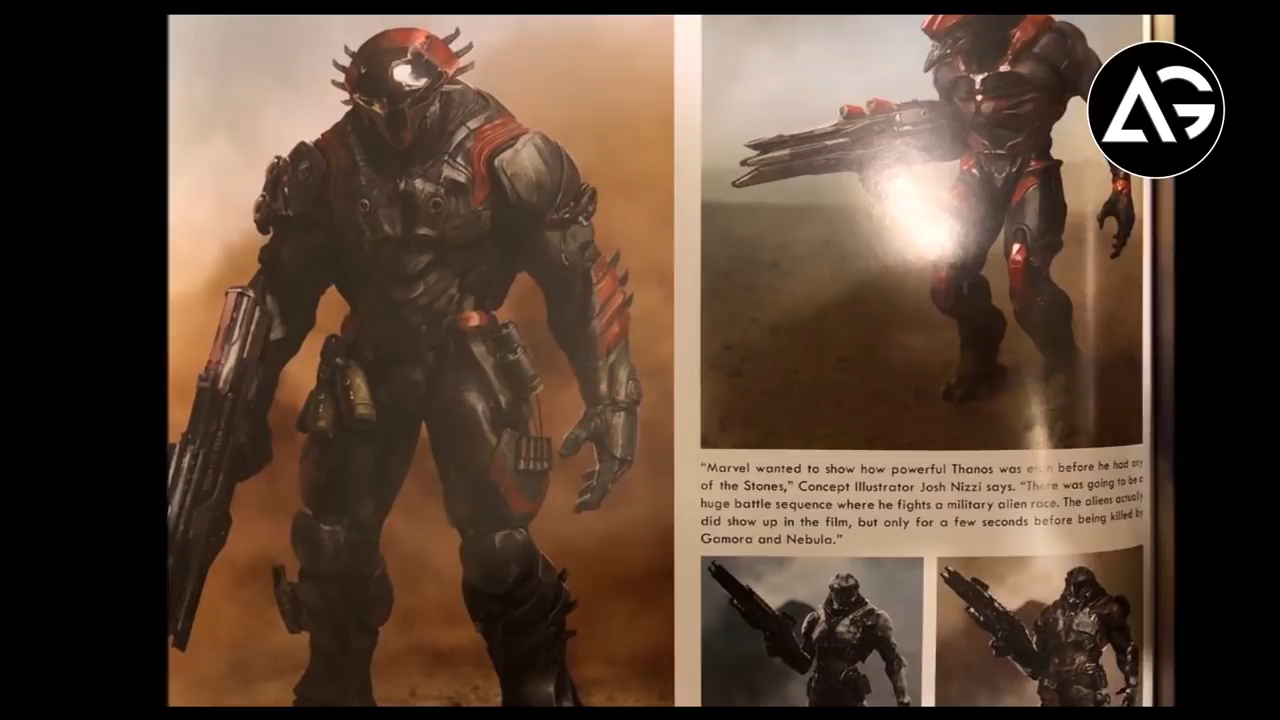 AG
"Marvel wanted to show how powerful Thanos was even before he had any
of the Stones," Concept Illustrator Josh Nizzi says. "There was going to be a
huge battle sequence where he fights a military alien race. The aliens actually
did show up in the film, but only for a few seconds before being killed by
Gamora and Nebula."